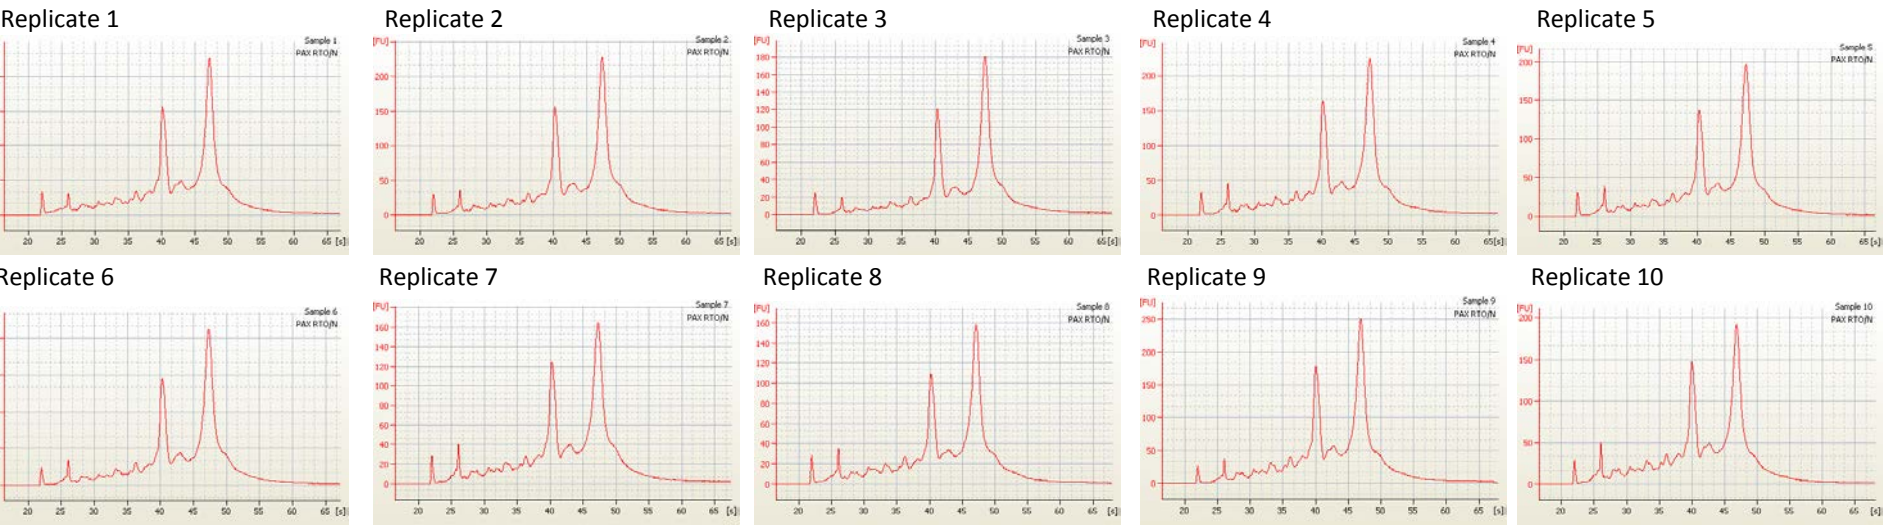 Replicate 1
Sample 1
PAX RTO/N
20 25 30 35 40 45 50 55 60 65 [s]
Replicate 2
[FU]
Sample 2
PAX RTO/N
200
150
100
50
0
20 25 30 35 40 45 50 55 60 65 [s]
Replicate 3
[FU]
Sample 3
PAX RTO/N
180
160
140
120
100
80
60
40
20
0
20 25 30 35 40 45 50 55 60 65 [s]
Replicate 4
[FU]
Sample 4
PAX RTO/N
200
150
100
50
0
20 25 30 35 40 45 50 55 60 65 [s]
Replicate 5
[FU]
Sample 5
PAX RTO/N
200
150
100
50
0
20 25 30 35 40 45 50 55 60 65 [s]
Replicate 6
Sample 6
PAX RTO/N
20 25 30 35 40 45 50 55 60 65 [s]
Replicate 7
[FU]
Sample 7
PAX RTO/N
160
140
120
100
80
60
40
20
0
20 25 30 35 40 45 50 55 60 65 [s]
Replicate 8
[FU]
Sample 8
PAX RTO/N
160
140
120
100
80
60
40
20
0
20 25 30 35 40 45 50 55 60 65 [s]
Replicate 9
[FU]
Sample 9
PAX RTO/N
250
200
150
100
50
0
20 25 30 35 40 45 50 55 60 65 [s]
Replicate 10
[FU]
Sample 10
PAX RTO/N
200
150
100
50
0
20 25 30 35 40 45 50 55 60 65 [s]